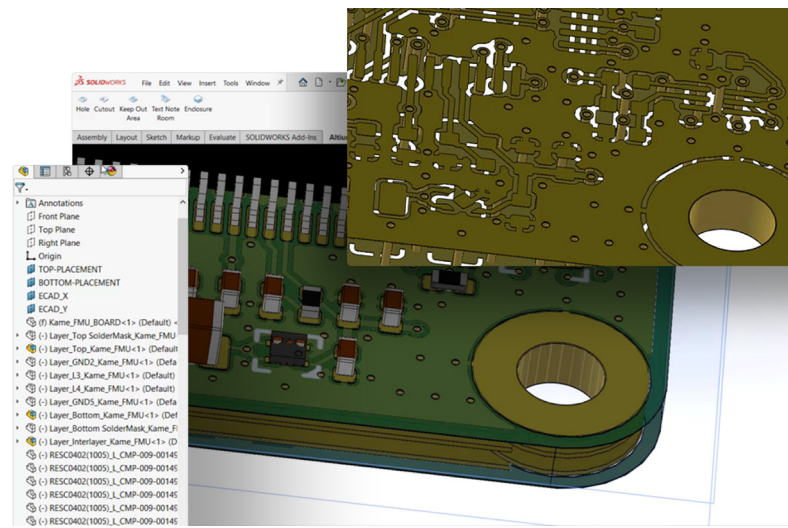 SOLIDWORKS File Edit View Insert Tools Window
Hole Cutout Keep Out Area Text Note Room Enclosure
Assembly Layout Sketch Markup Evaluate SOLIDWORKS Add-Ins Altiu
Annotations
Front Plane
Top Plane
Right Plane
Origin
TOP-PLACEMENT
BOTTOM-PLACEMENT
ECAD_X
ECAD_Y
(f) Kame_FMU_BOARD<1> (Default) <
(-) Layer_Top SolderMask_Kame_FMU
(-) Layer_Top_Kame_FMU<1> (Default
(-) Layer_GND2_Kame_FMU<1> (Defa
(-) Layer_L3_Kame_FMU<1> (Default)
(-) Layer_L4_Kame_FMU<1> (Default)
(-) Layer_GND5_Kame_FMU<1> (Defa
(-) Layer_Bottom_Kame_FMU<1> (Def
(-) Layer_Bottom SolderMask_Kame_F
(-) Layer_Interlayer_Kame_FMU<1> (D
(-) RESC0402(1005)_L_CMP-009-00149
(-) RESC0402(1005)_L_CMP-009-00149
(-) RESC0402(1005)_L_CMP-009-00149
(-) RESC0402(1005)_L_CMP-009-00149
(-) RESC0402(1005)_L_CMP-009-00149
(-) RESC0402(1005)_L_CMP-009-00149